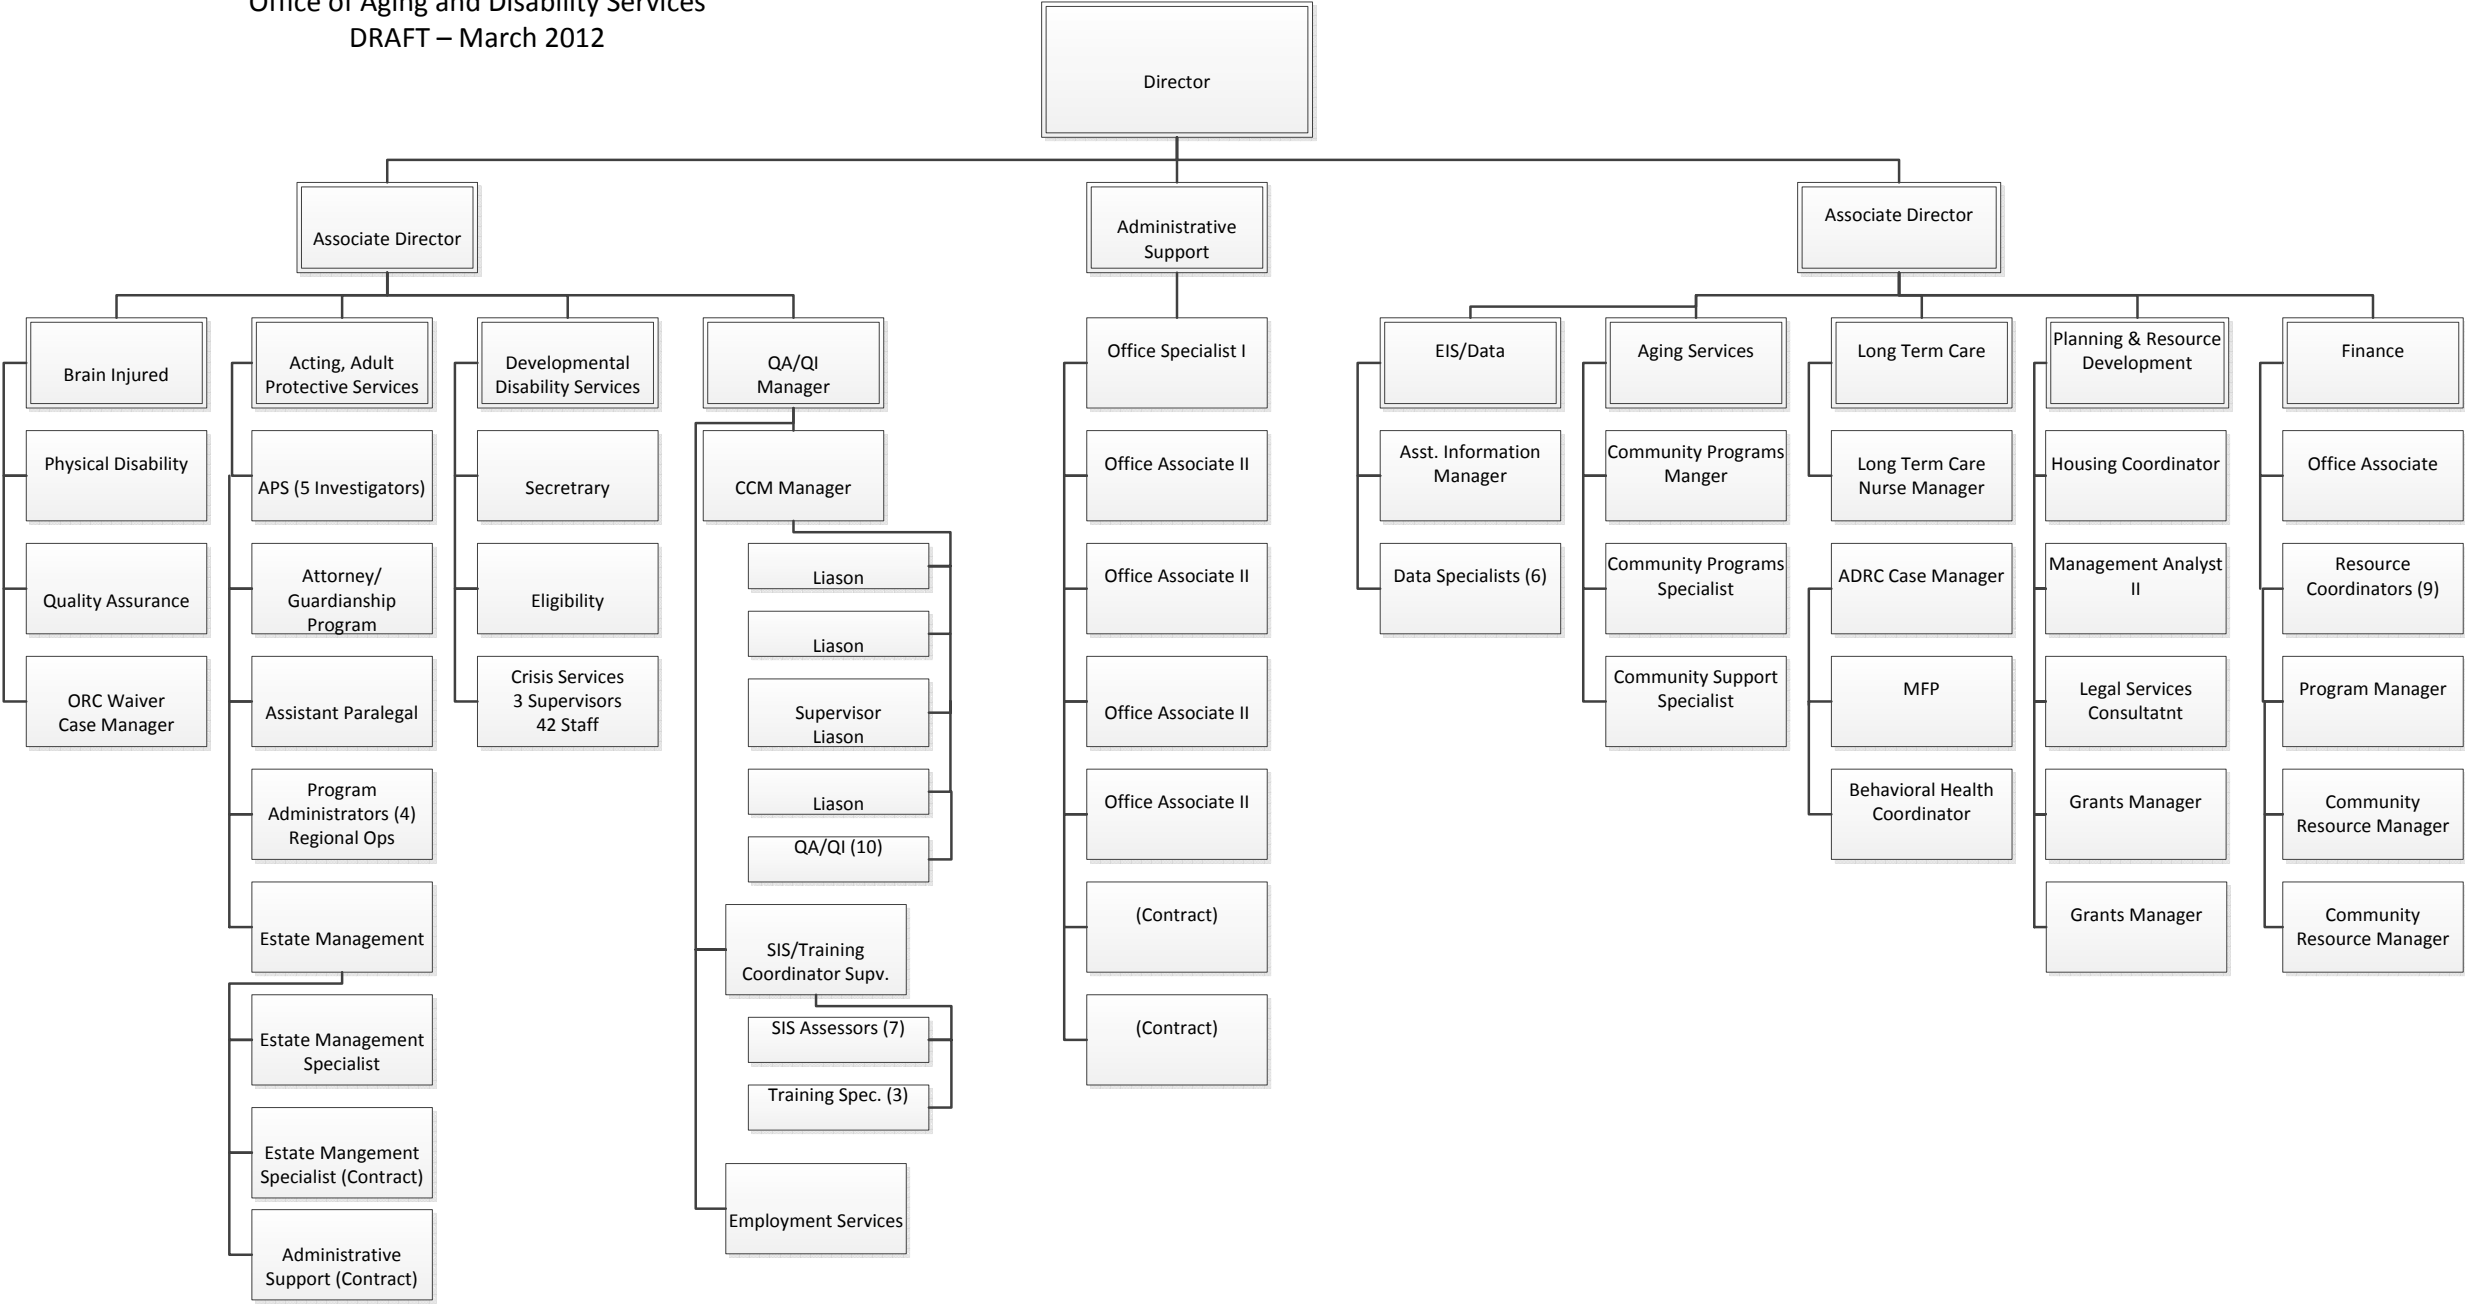 Office of Aging and Disability Services
DRAFT – March 2012
Director
Associate Director
Administrative
Support
Associate Director
Brain Injured
Physical Disability
Quality Assurance
ORC Waiver
Case Manager
Acting, Adult
Protective Services
APS (5 Investigators)
Attorney/
Guardianship
Program
Assistant Paralegal
Program
Administrators (4)
Regional Ops
Estate Management
Estate Management
Specialist
Estate Mangement
Specialist (Contract)
Administrative
Support (Contract)
Developmental
Disability Services
Secretrary
Eligibility
Crisis Services
3 Supervisors
42 Staff
QA/QI
Manager
CCM Manager
Liason
Liason
Supervisor
Liason
Liason
QA/QI (10)
SIS/Training
Coordinator Supv.
SIS Assessors (7)
Training Spec. (3)
Employment Services
Office Specialist I
Office Associate II
Office Associate II
Office Associate II
Office Associate II
(Contract)
(Contract)
EIS/Data
Asst. Information
Manager
Data Specialists (6)
Aging Services
Community Programs
Manger
Community Programs
Specialist
Community Support
Specialist
Long Term Care
Long Term Care
Nurse Manager
ADRC Case Manager
MFP
Behavioral Health
Coordinator
Planning & Resource
Development
Housing Coordinator
Management Analyst
II
Legal Services
Consultatnt
Grants Manager
Grants Manager
Finance
Office Associate
Resource
Coordinators (9)
Program Manager
Community
Resource Manager
Community
Resource Manager